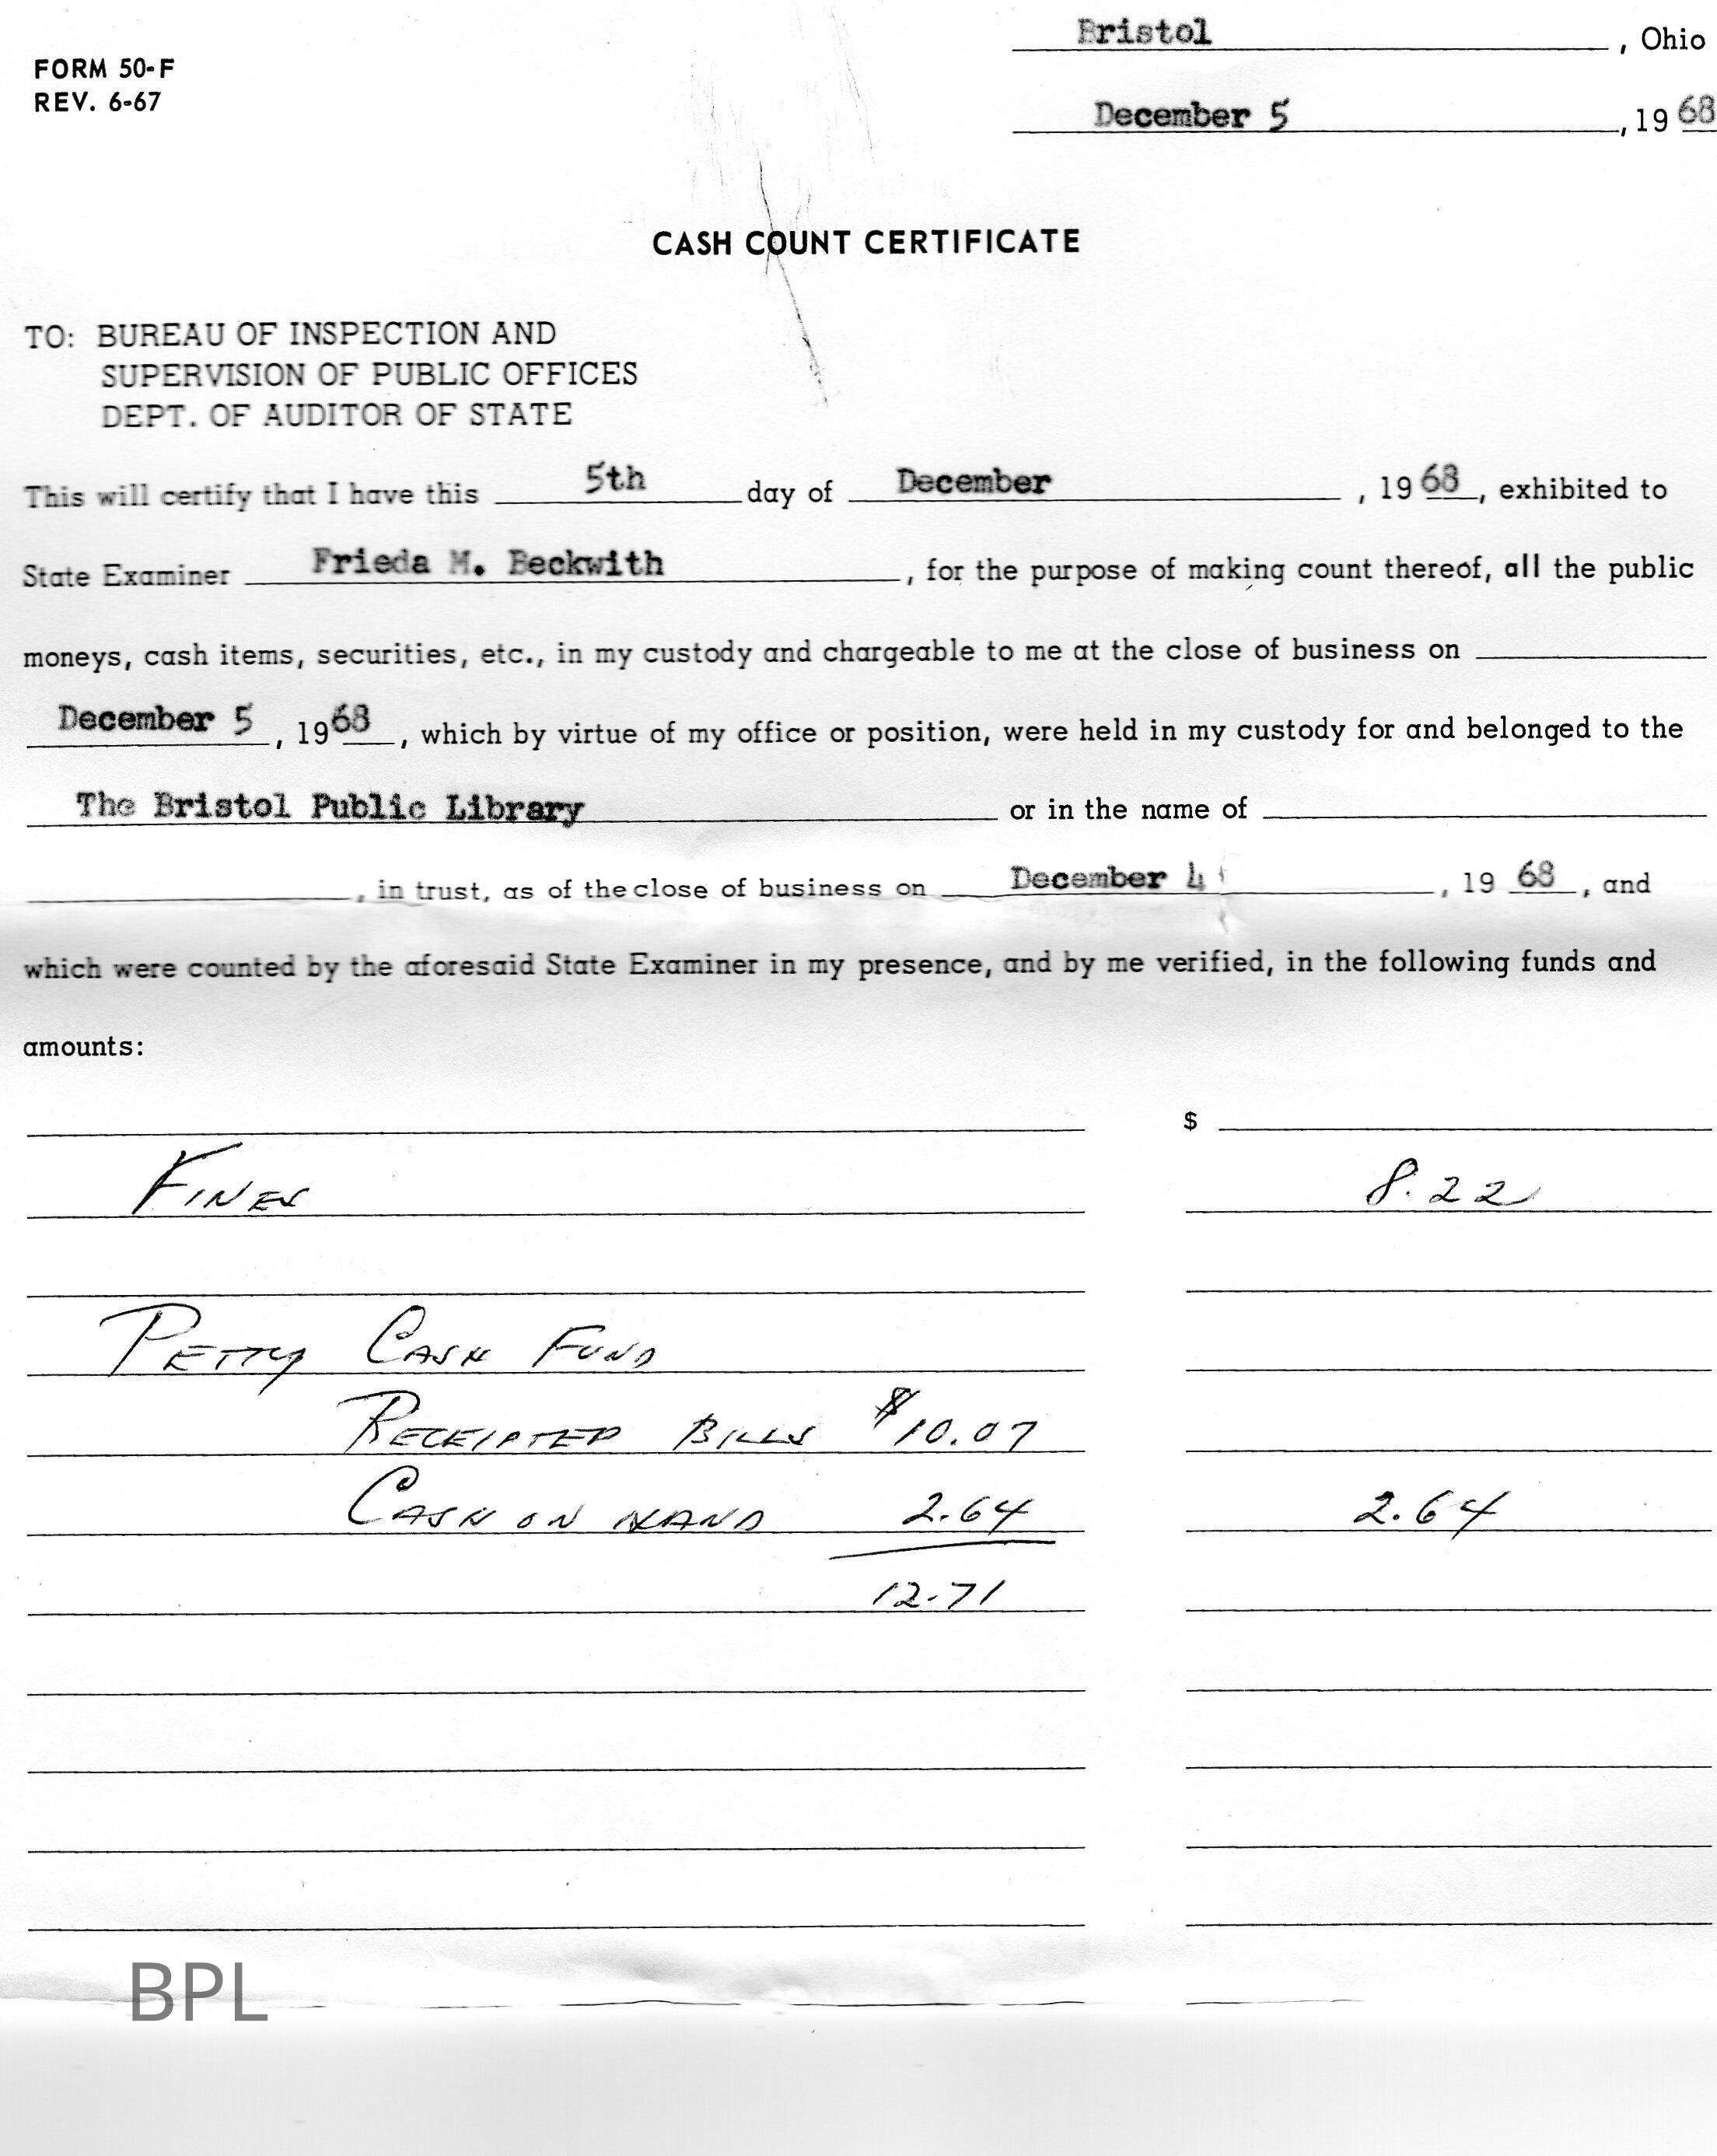 Bristol, Ohio
FORM 50-F
REV. 6-67
December 5, 19 68
CASH COUNT CERTIFICATE
TO: BUREAU OF INSPECTION AND
SUPERVISION OF PUBLIC OFFICES
DEPT. OF AUDITOR OF STATE
This will certify that I have this 5th day of December, 19 68, exhibited to
State Examiner Frieda M. Beckwith, for the purpose of making count thereof, all the public
moneys, cash items, securities, etc., in my custody and chargeable to me at the close of business on
December 5, 19 68, which by virtue of my office or position, were held in my custody for and belonged to the
The Bristol Public Library or in the name of
, in trust, as of the close of business on December 4, 19 68, and
which were counted by the aforesaid State Examiner in my presence, and by me verified, in the following funds and
amounts:
$
FINES 8.22
PETTY CASH FUND
RECEIPTED BILLS $10.07
CASH ON HAND 2.64 2.64
12.71
BPL